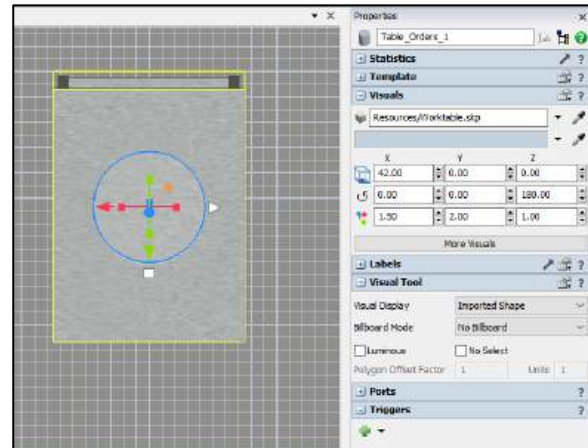 Properties
Table_Orders_1
Statistics
Template
Visuals
Resources/Worktable.skp
X Y Z
42.00 0.00 0.00
0.00 0.00 180.00
1.50 2.00 1.00
More Visuals
Labels
Visual Tool
Visual Display Imported Shape
Billboard Mode No Billboard
Luminous No Select
Polygon Offset Factor 1 Units 1
Ports
Triggers